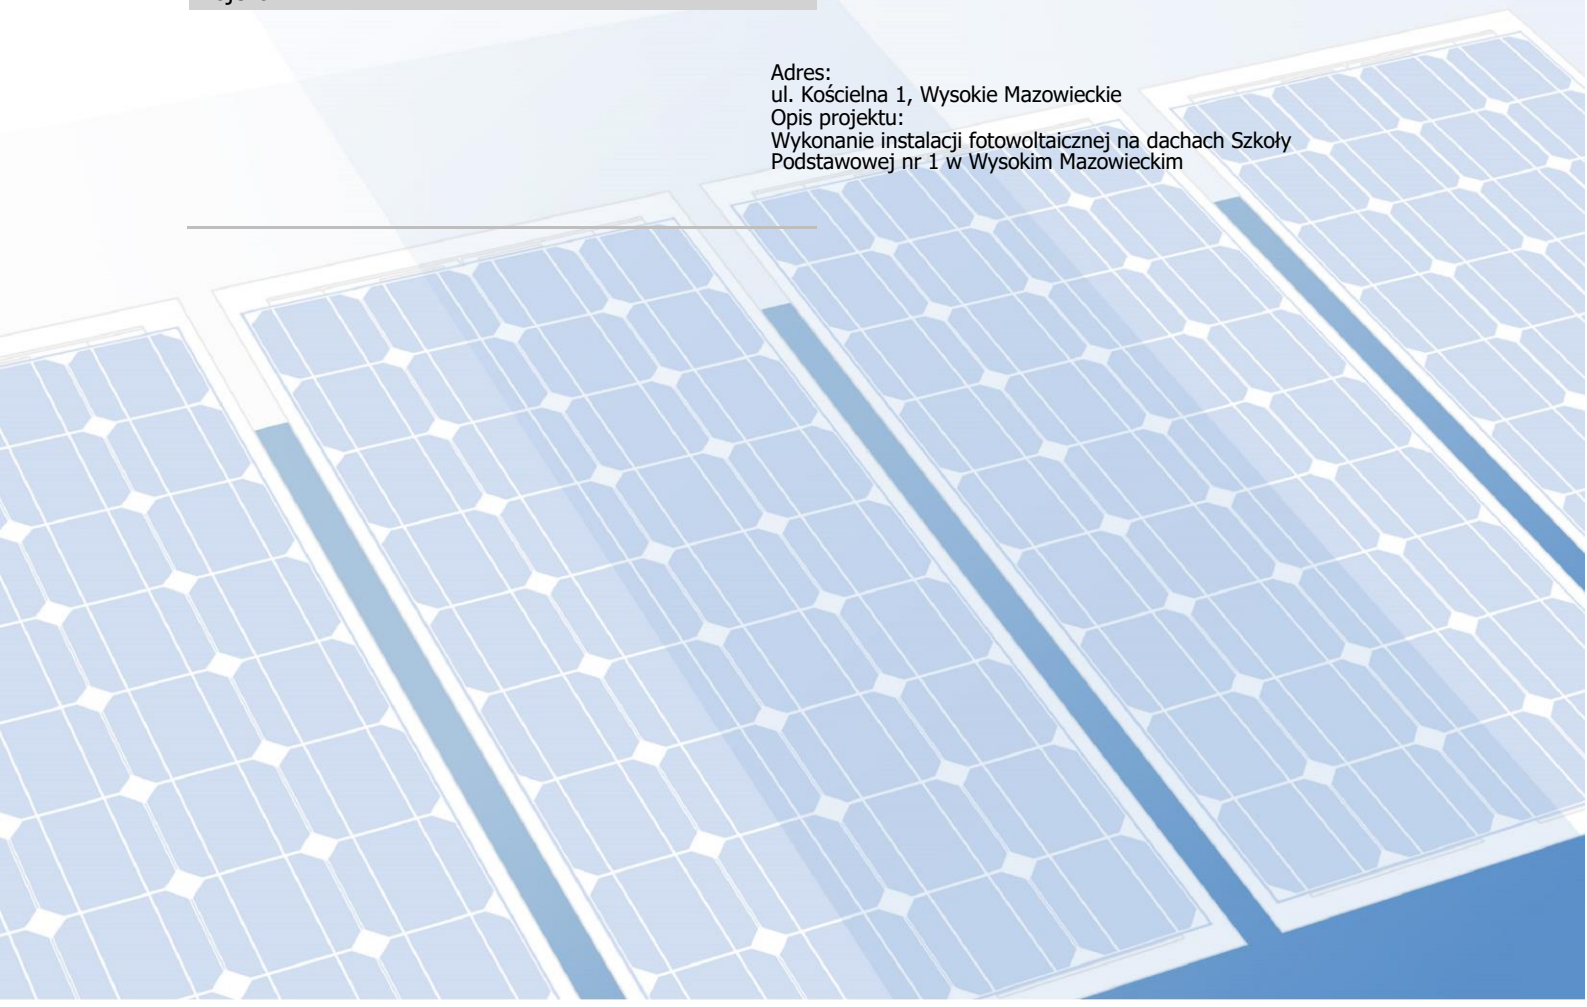 Adres:
ul. Kościelna 1, Wysokie Mazowieckie
Opis projektu:
Wykonanie instalacji fotowoltaicznej na dachach Szkoły
Podstawowej nr 1 w Wysokim Mazowieckim